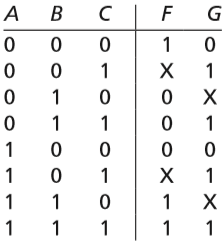 A B C F G
0 0 0 1 0
0 0 1 X 1
0 1 0 0 X
0 1 1 0 1
1 0 0 0 0
1 0 1 X 1
1 1 0 1 X
1 1 1 1 1